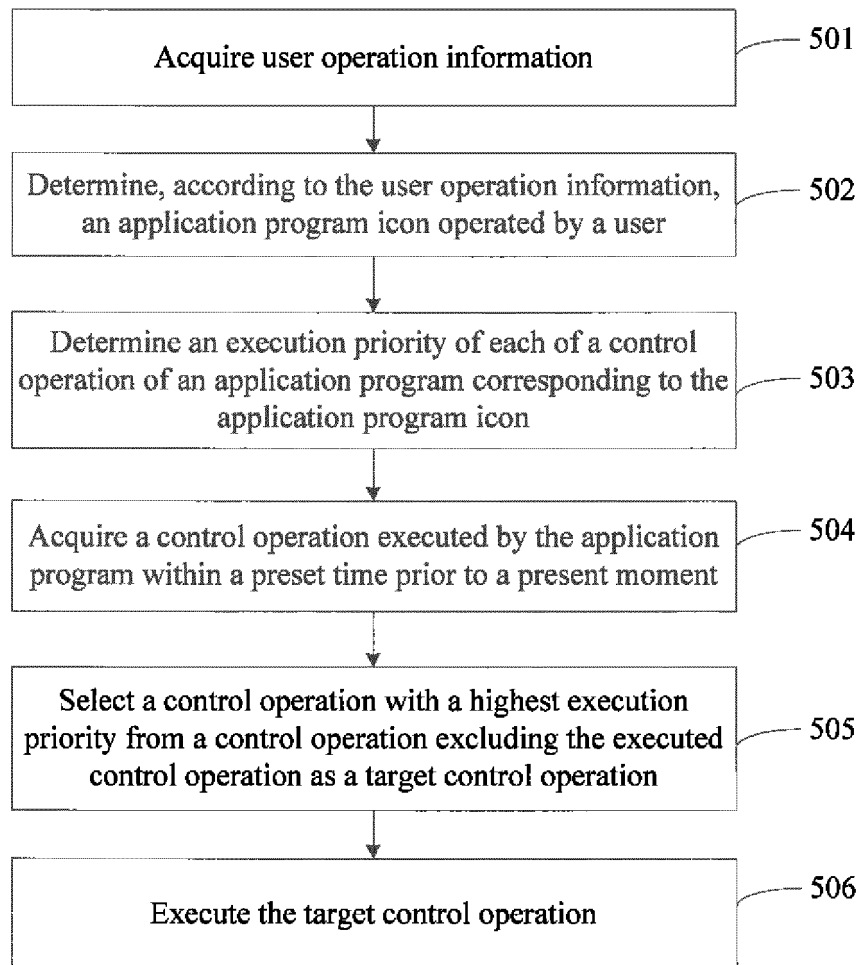 Acquire user operation information
501
Determine, according to the user operation information,
an application program icon operated by a user
502
Determine an execution priority of each of a control
operation of an application program corresponding to the
application program icon
503
Acquire a control operation executed by the application
program within a preset time prior to a present moment
504
Select a control operation with a highest execution
priority from a control operation excluding the executed
control operation as a target control operation
505
Execute the target control operation
506